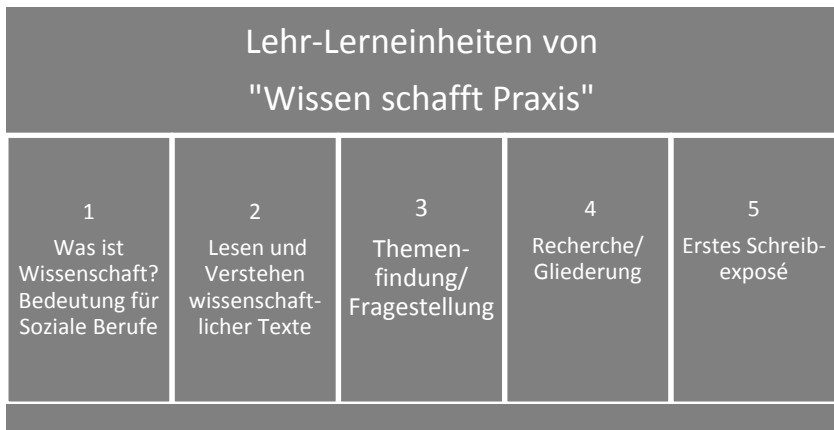 Lehr-Lerneinheiten von
"Wissen schafft Praxis"
1
Was ist
Wissenschaft?
Bedeutung für
Soziale Berufe
2
Lesen und
Verstehen
wissenschaft-
licher Texte
3
Themen-
findung/
Fragestellung
4
Recherche/
Gliederung
5
Erstes Schreib-
exposé